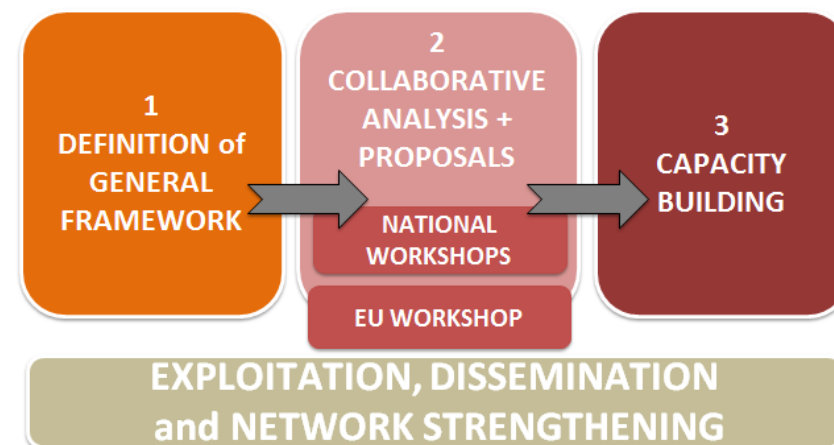 1
DEFINITION of
GENERAL
FRAMEWORK
2
COLLABORATIVE
ANALYSIS +
PROPOSALS
NATIONAL
WORKSHOPS
EU WORKSHOP
3
CAPACITY
BUILDING
EXPLOITATION, DISSEMINATION
and NETWORK STRENGTHENING